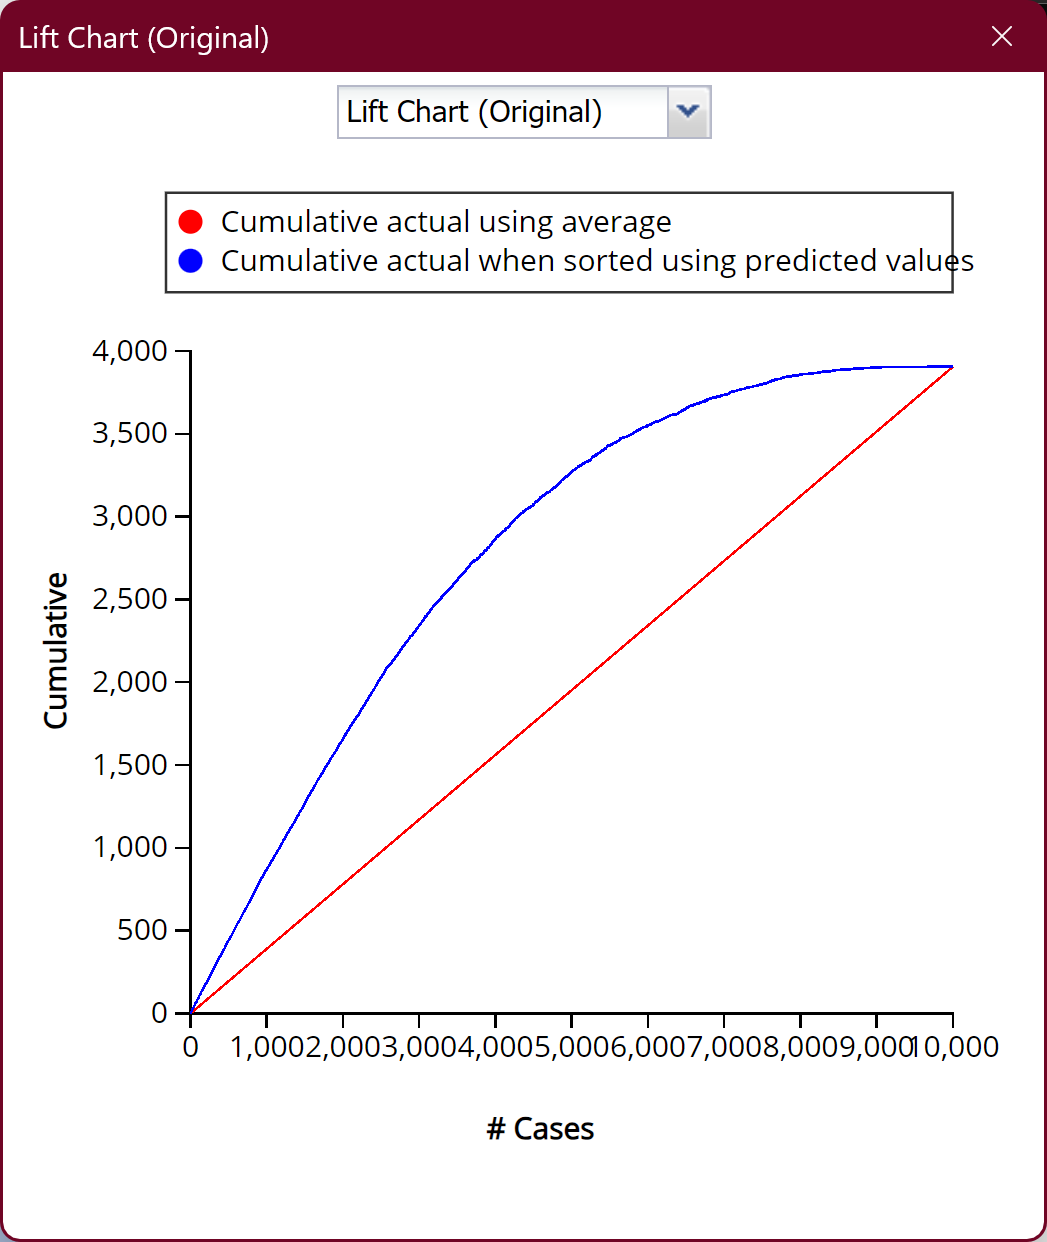 Lift Chart (Original)
Lift Chart (Original)
Cumulative actual using average
Cumulative actual when sorted using predicted values
4,000
3,500
3,000
2,500
2,000
1,500
1,000
500
0
Cumulative
0 1,000 2,000 3,000 4,000 5,000 6,000 7,000 8,000 9,000 10,000
# Cases